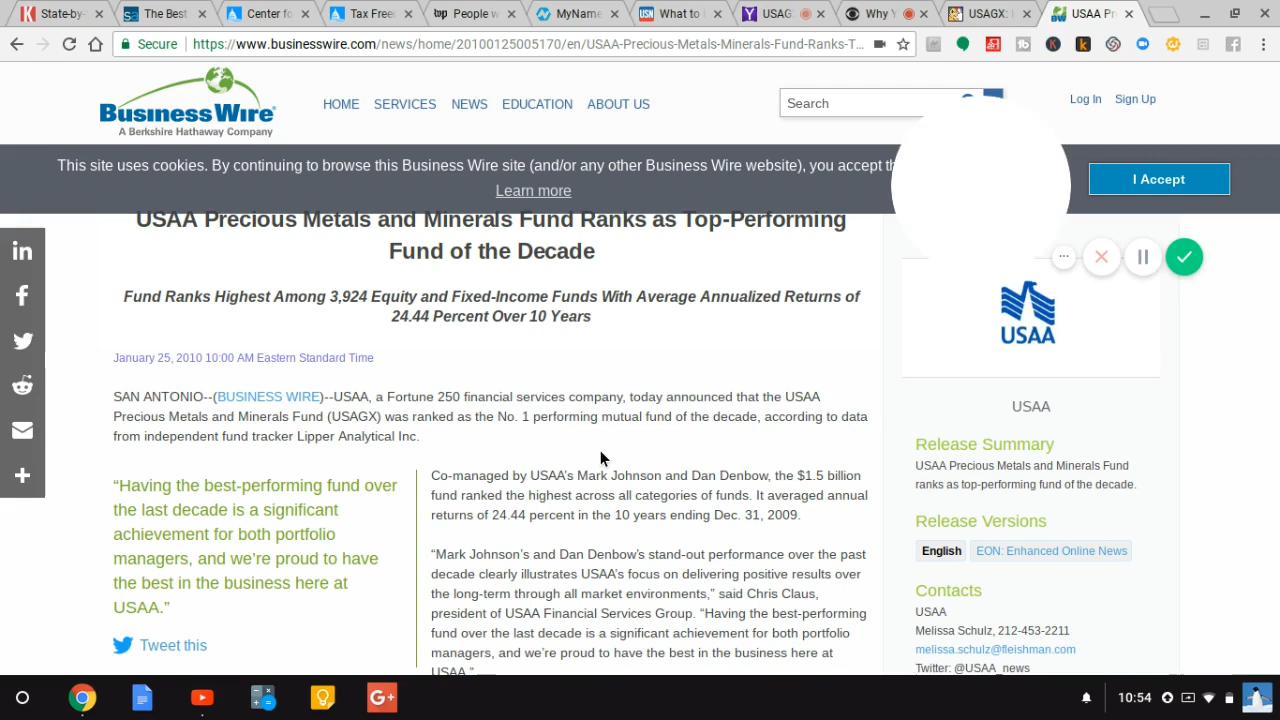 State-by-
The Best
Center fo
Tax Free
People w
MyName
What to
USAG
Why Y
USAGX:
USAA Pr
Secure
https://www.businesswire.com/news/home/20100125005170/en/USAA-Precious-Metals-Minerals-Fund-Ranks-T...
Business Wire
A Berkshire Hathaway Company
HOME SERVICES NEWS EDUCATION ABOUT US
Search
Log In Sign Up
This site uses cookies. By continuing to browse this Business Wire site (and/or any other Business Wire website), you accept th
Learn more
I Accept
USAA Precious Metals and Minerals Fund Ranks as Top-Performing
Fund of the Decade
Fund Ranks Highest Among 3,924 Equity and Fixed-Income Funds With Average Annualized Returns of
24.44 Percent Over 10 Years
January 25, 2010 10:00 AM Eastern Standard Time
SAN ANTONIO--(BUSINESS WIRE)--USAA, a Fortune 250 financial services company, today announced that the USAA
Precious Metals and Minerals Fund (USAGX) was ranked as the No. 1 performing mutual fund of the decade, according to data
from independent fund tracker Lipper Analytical Inc.
“Having the best-performing fund over
the last decade is a significant
achievement for both portfolio
managers, and we’re proud to have
the best in the business here at
USAA.”
Tweet this
Co-managed by USAA’s Mark Johnson and Dan Denbow, the $1.5 billion
fund ranked the highest across all categories of funds. It averaged annual
returns of 24.44 percent in the 10 years ending Dec. 31, 2009.
“Mark Johnson’s and Dan Denbow’s stand-out performance over the past
decade clearly illustrates USAA’s focus on delivering positive results over
the long-term through all market environments,” said Chris Claus,
president of USAA Financial Services Group. “Having the best-performing
fund over the last decade is a significant achievement for both portfolio
managers, and we’re proud to have the best in the business here at
USAA.”
USAA
USAA
Release Summary
USAA Precious Metals and Minerals Fund
ranks as top-performing fund of the decade.
Release Versions
English EON: Enhanced Online News
Contacts
USAA
Melissa Schulz, 212-453-2211
melissa.schulz@fleishman.com
Twitter: @USAA_news
10:54